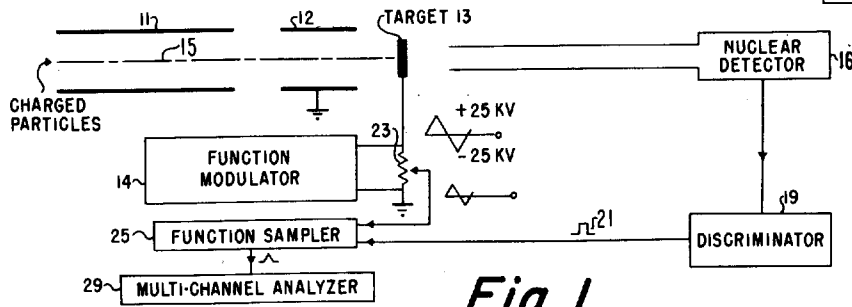 11
12
TARGET 13
15
NUCLEAR
DETECTOR
16
CHARGED
PARTICLES
23
+25 KV
-25 KV
14
FUNCTION
MODULATOR
19
25
FUNCTION SAMPLER
21
DISCRIMINATOR
29
MULTI-CHANNEL ANALYZER
Fig 1